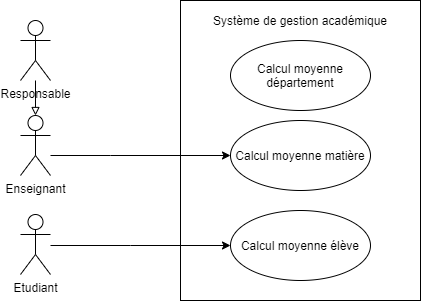 Système de gestion académique
Responsable
Calcul moyenne
département
Enseignant
Calcul moyenne matière
Etudiant
Calcul moyenne élève